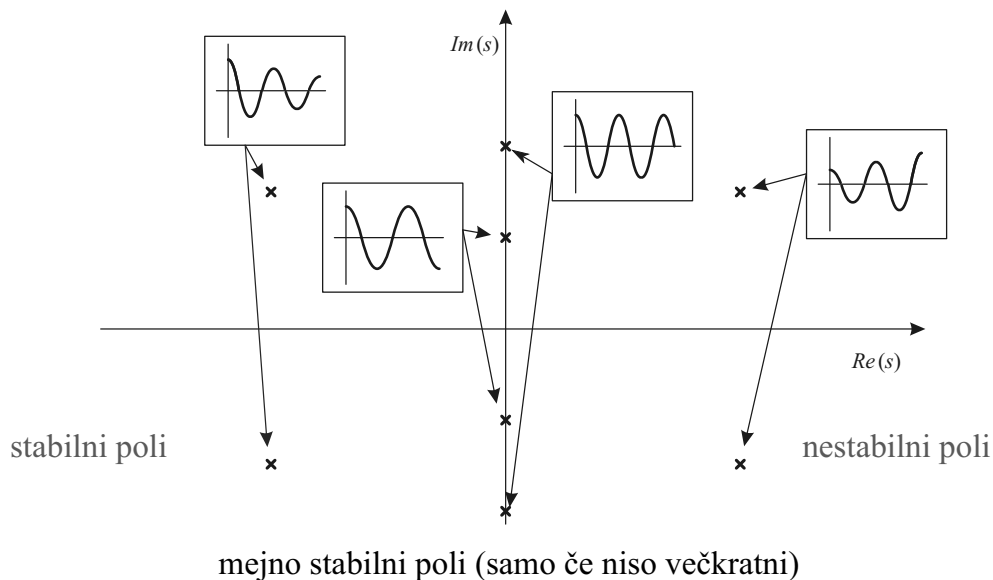 Im(s)
Re(s)
stabilni poli
nestabilni poli
mejno stabilni poli (samo če niso večkratni)